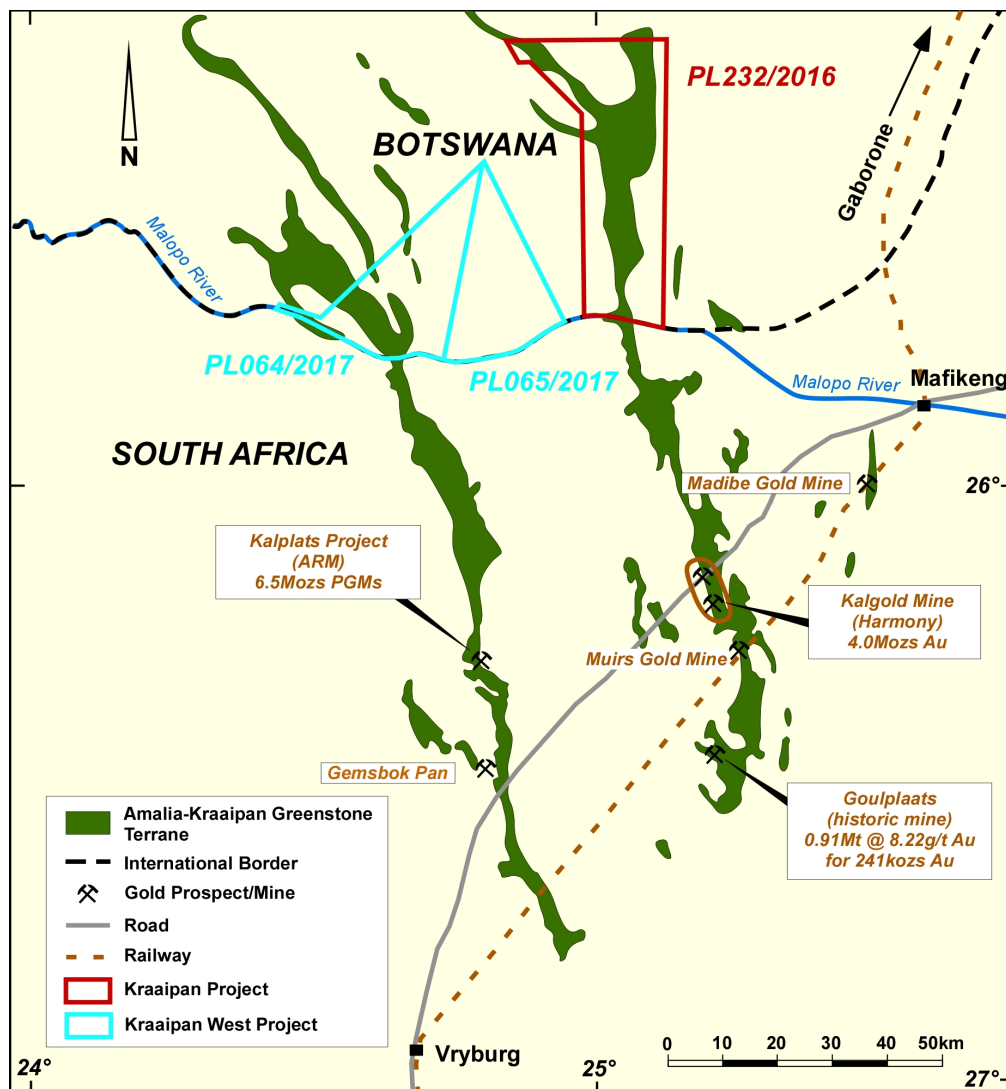 PL232/2016
BOTSWANA
N
Gaborone
Malopo River
PL064/2017
PL065/2017
Malopo River
Mafikeng
SOUTH AFRICA
Madibe Gold Mine
26°
Kalplats Project
(ARM)
6.5Mozs PGMs
Kalgold Mine
(Harmony)
4.0Mozs Au
Muirs Gold Mine
Gemsbok Pan
Goulplaats
(historic mine)
0.91Mt @ 8.22g/t Au
for 241kozs Au
Amalia-Kraaipan Greenstone
Terrane
International Border
Gold Prospect/Mine
Road
Railway
Kraaipan Project
Kraaipan West Project
Vryburg
0 10 20 30 40 50km
24°
25°
27°